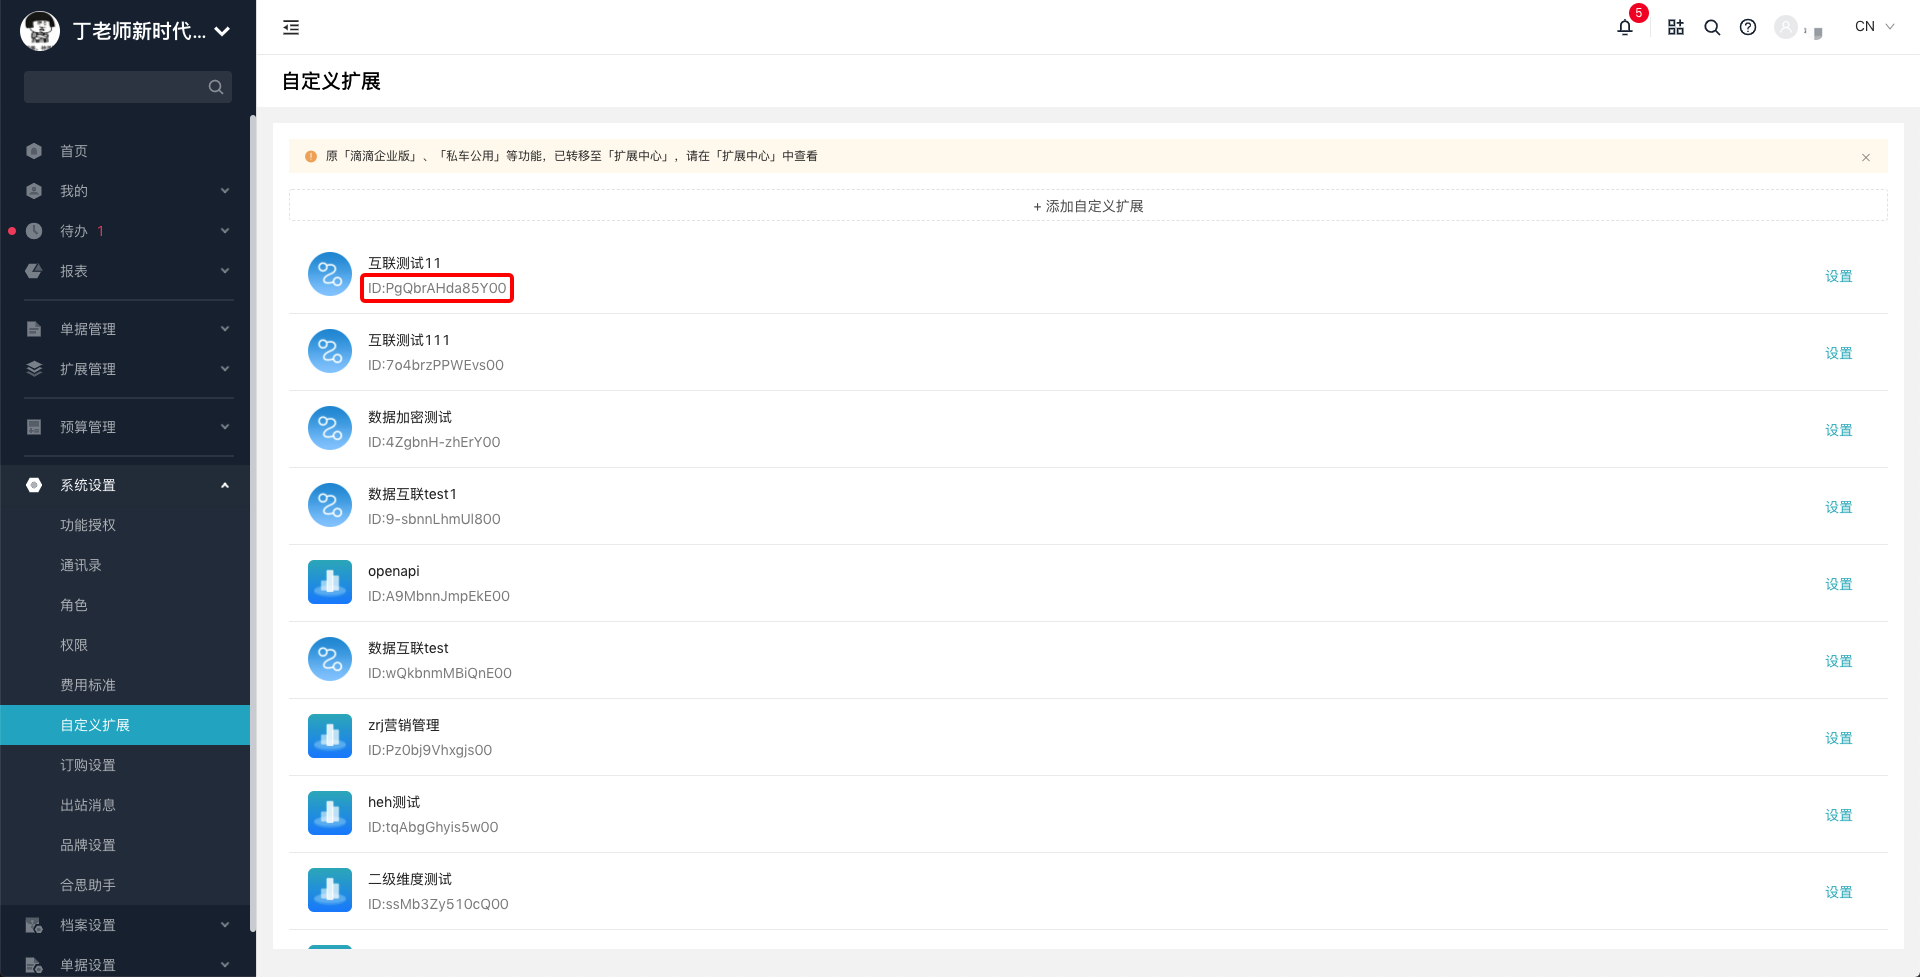 丁老师新时代...
首页
我的
待办 1
报表
单据管理
扩展管理
预算管理
系统设置
功能授权
通讯录
角色
权限
费用标准
自定义扩展
订购设置
出站消息
品牌设置
合思助手
档案设置
单据设置
5
CN
自定义扩展
原「滴滴企业版」、「私车公用」等功能，已转移至「扩展中心」，请在「扩展中心」中查看
+ 添加自定义扩展
互联测试11
ID:PgQbrAHda85Y00
设置
互联测试111
ID:7o4brzPPWEvs00
设置
数据加密测试
ID:4ZgbnH-zhErY00
设置
数据互联test1
ID:9-sbnnLhmUl800
设置
openapi
ID:A9MbnnJmpEkE00
设置
数据互联test
ID:wQkbnmMBiQnE00
设置
zrj营销管理
ID:Pz0bj9Vhxgjs00
设置
heh测试
ID:tqAbgGhyis5w00
设置
二级维度测试
ID:ssMb3Zy510cQ00
设置